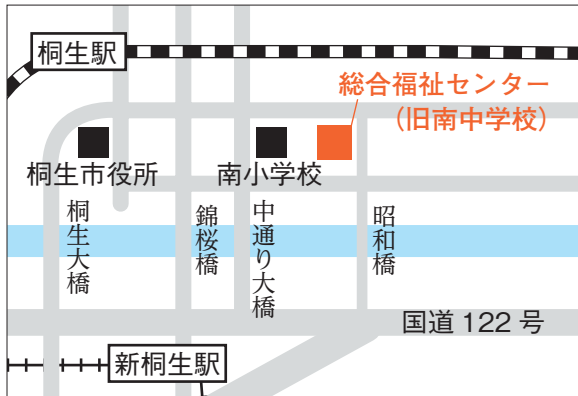 桐生駅
総合福祉センター
（旧南中学校）
桐生市役所
南小学校
桐生大橋
錦桜橋
中通り大橋
昭和橋
国道 122 号
新桐生駅